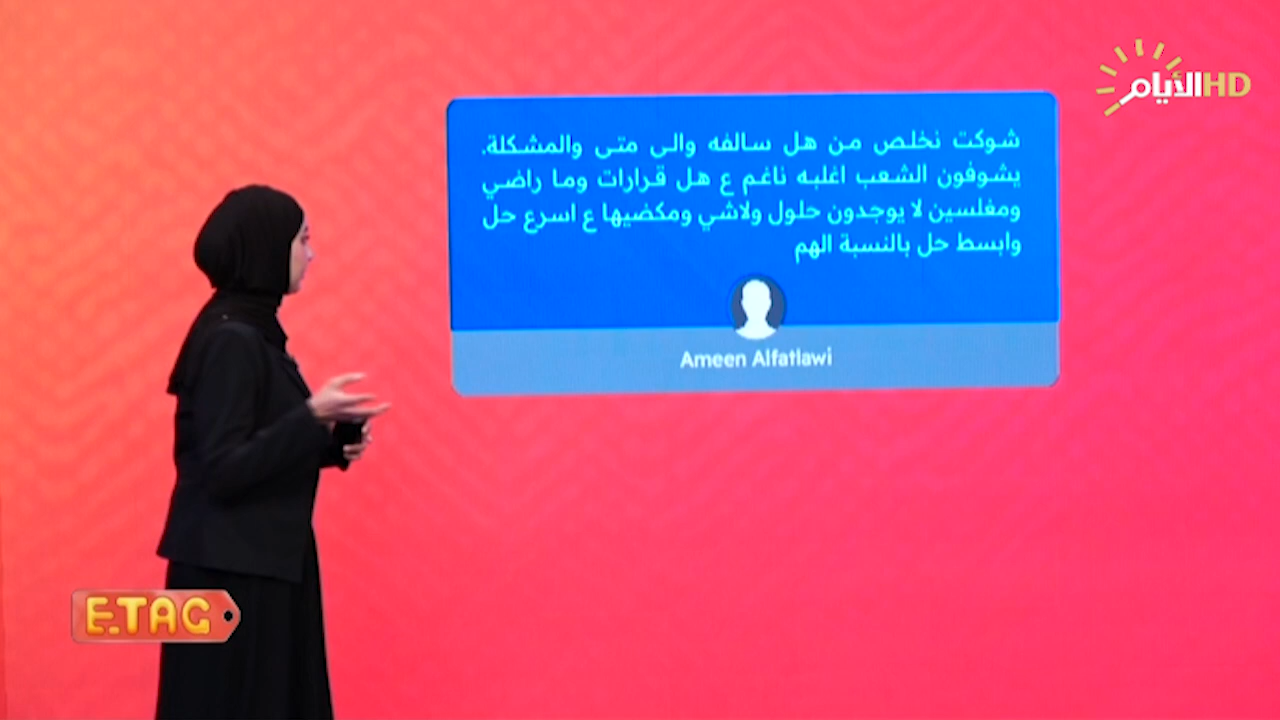 الأيام HD
شوكت نخلص من هل سالفه والى متى والمشكلة.
يشوفون الشعب اغلبه ناغم ع هل قرارات وما راضي
ومغلسين لا يوجدون حلول ولاشي ومكضيها ع اسرع حل
وابسط حل بالنسبة الهم
Ameen Alfatlawi
E.TAG